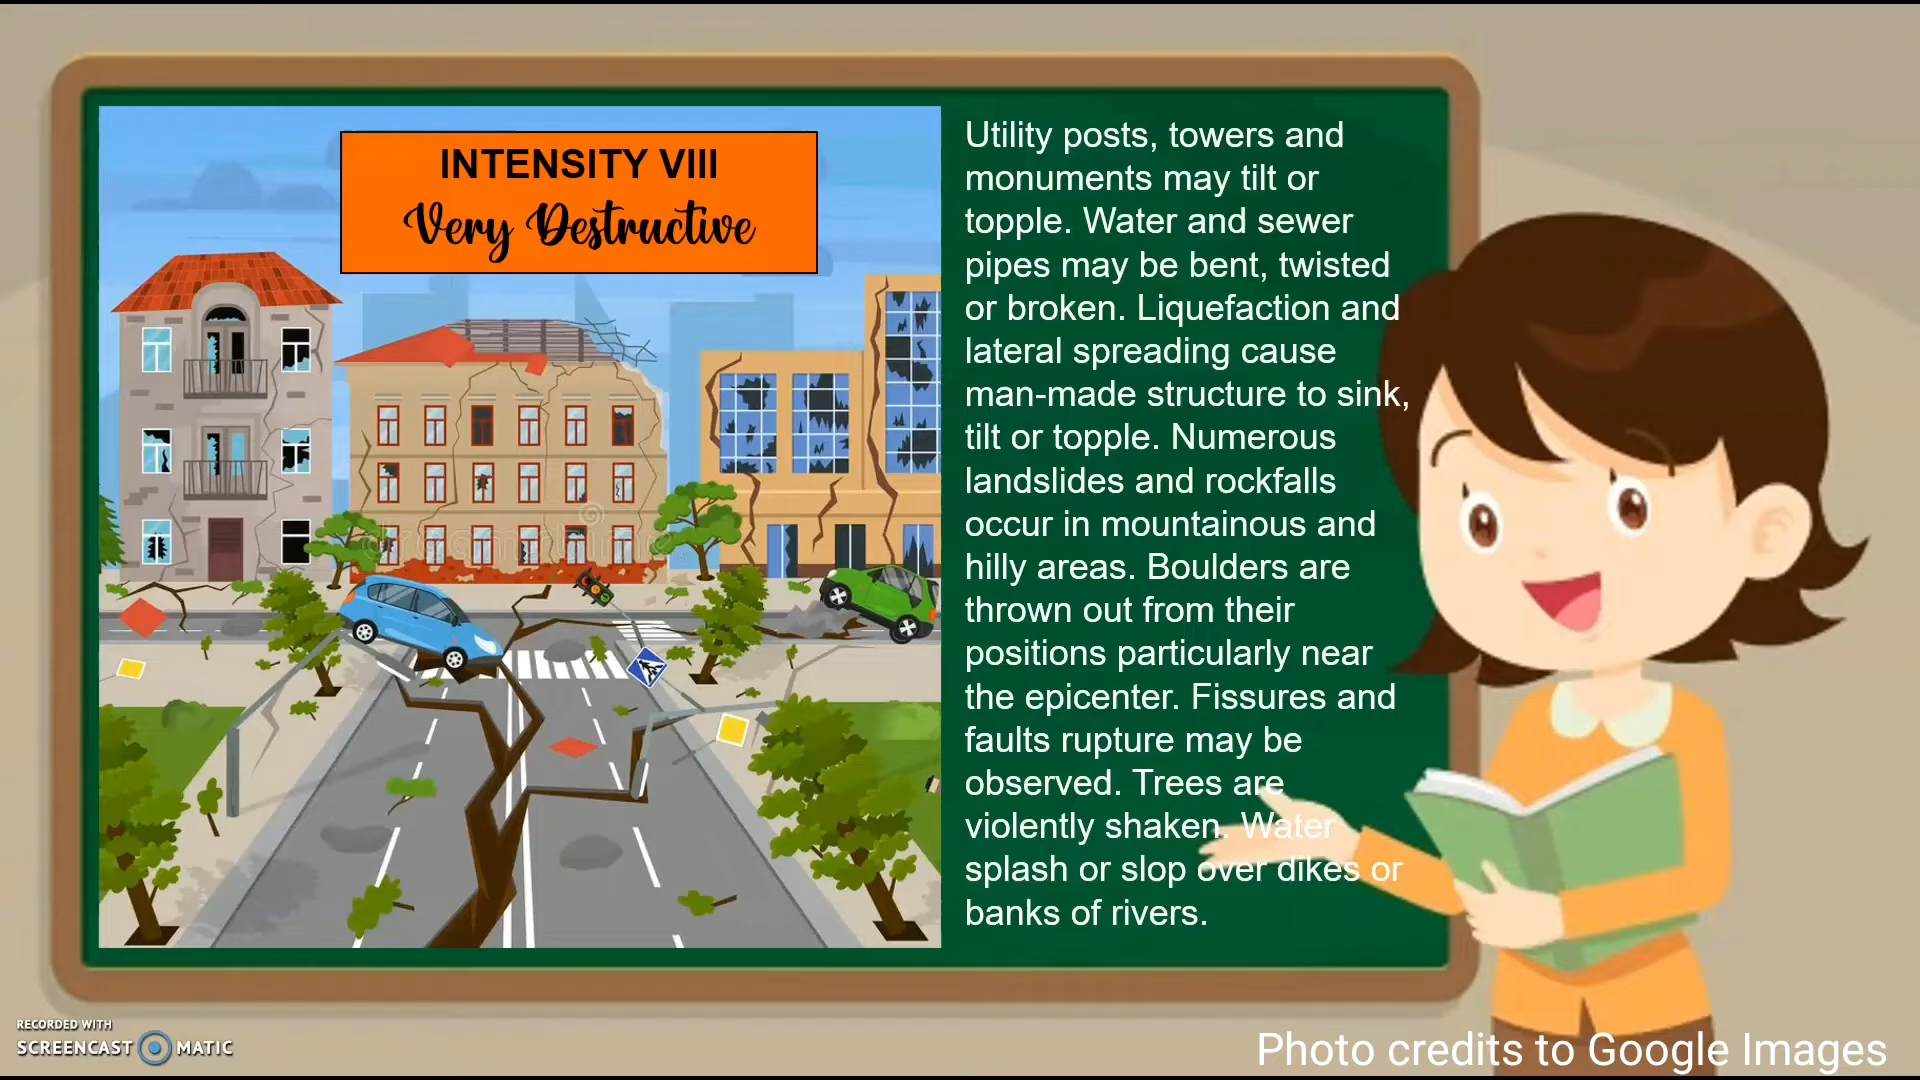 INTENSITY VIII
Very Destructive
Utility posts, towers and
monuments may tilt or
topple. Water and sewer
pipes may be bent, twisted
or broken. Liquefaction and
lateral spreading cause
man-made structure to sink,
tilt or topple. Numerous
landslides and rockfalls
occur in mountainous and
hilly areas. Boulders are
thrown out from their
positions particularly near
the epicenter. Fissures and
faults rupture may be
observed. Trees are
violently shaken. Water
splash or slop over dikes or
banks of rivers.
RECORDED WITH
SCREENCAST MATIC
Photo credits to Google Images